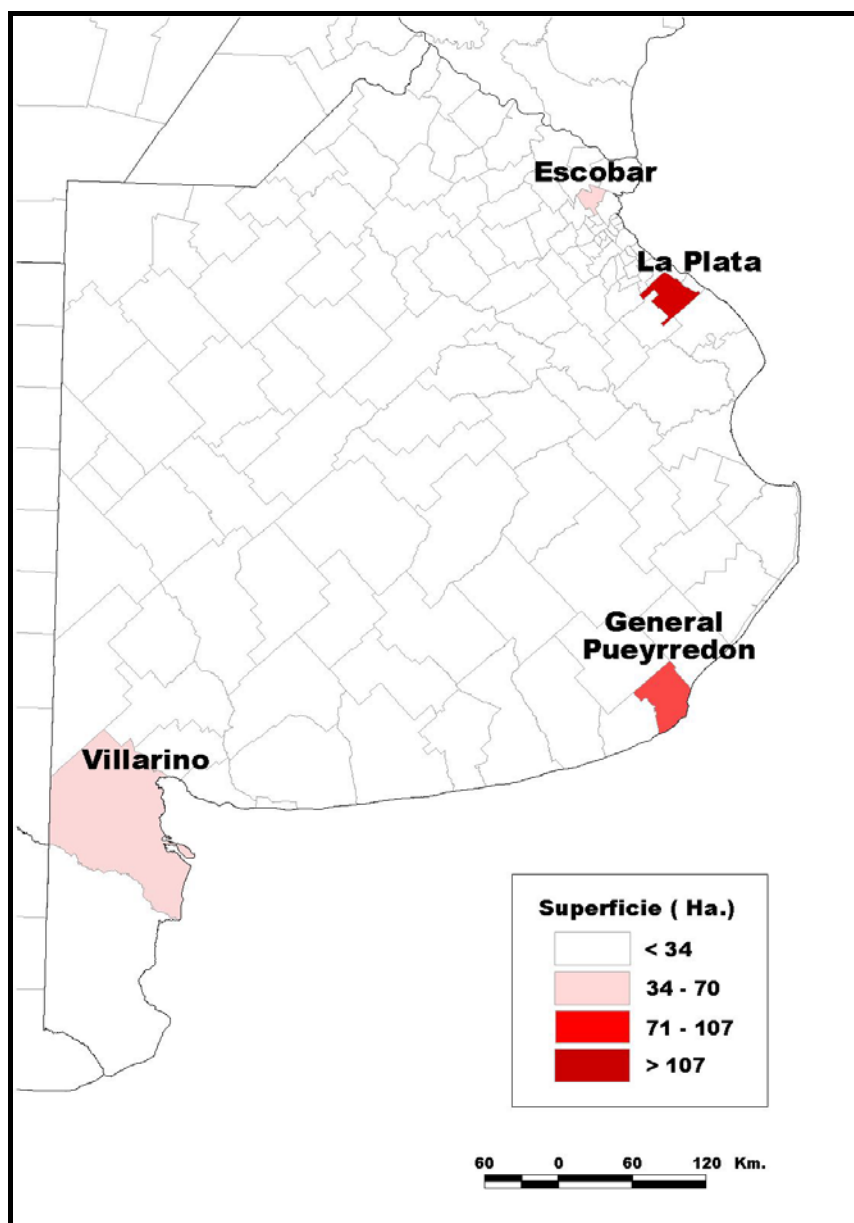 Escobar
La Plata
General
Pueyrredon
Villarino
Superficie ( Ha.)
< 34
34 - 70
71 - 107
> 107
60 0 60 120 Km.